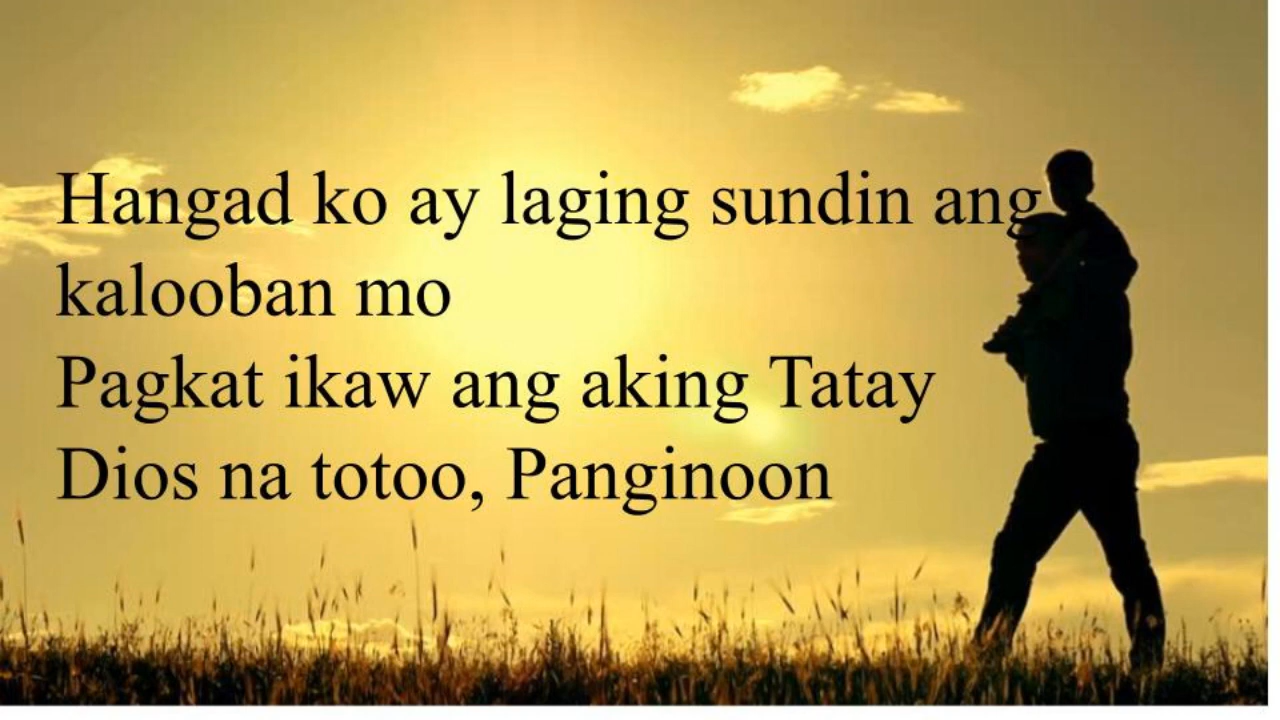 Hangad ko ay laging sundin ang
kalooban mo
Pagkat ikaw ang aking Tatay
Dios na totoo, Panginoon